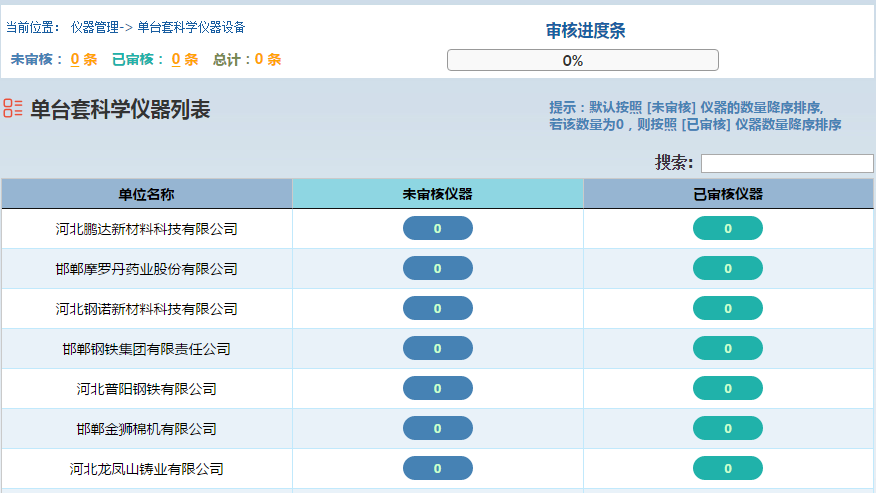 当前位置： 仪器管理-> 单台套科学仪器设备
未审核： 0 条 已审核： 0 条 总计：0 条
审核进度条
0%
单台套科学仪器列表
提示：默认按照 [未审核] 仪器的数量降序排序,
若该数量为0，则按照 [已审核] 仪器数量降序排序
搜索:
单位名称 未审核仪器 已审核仪器
河北鹏达新材料科技有限公司 0 0
邯郸摩罗丹药业股份有限公司 0 0
河北钢诺新材料科技有限公司 0 0
邯郸钢铁集团有限责任公司 0 0
河北普阳钢铁有限公司 0 0
邯郸金狮棉机有限公司 0 0
河北龙凤山铸业有限公司 0 0